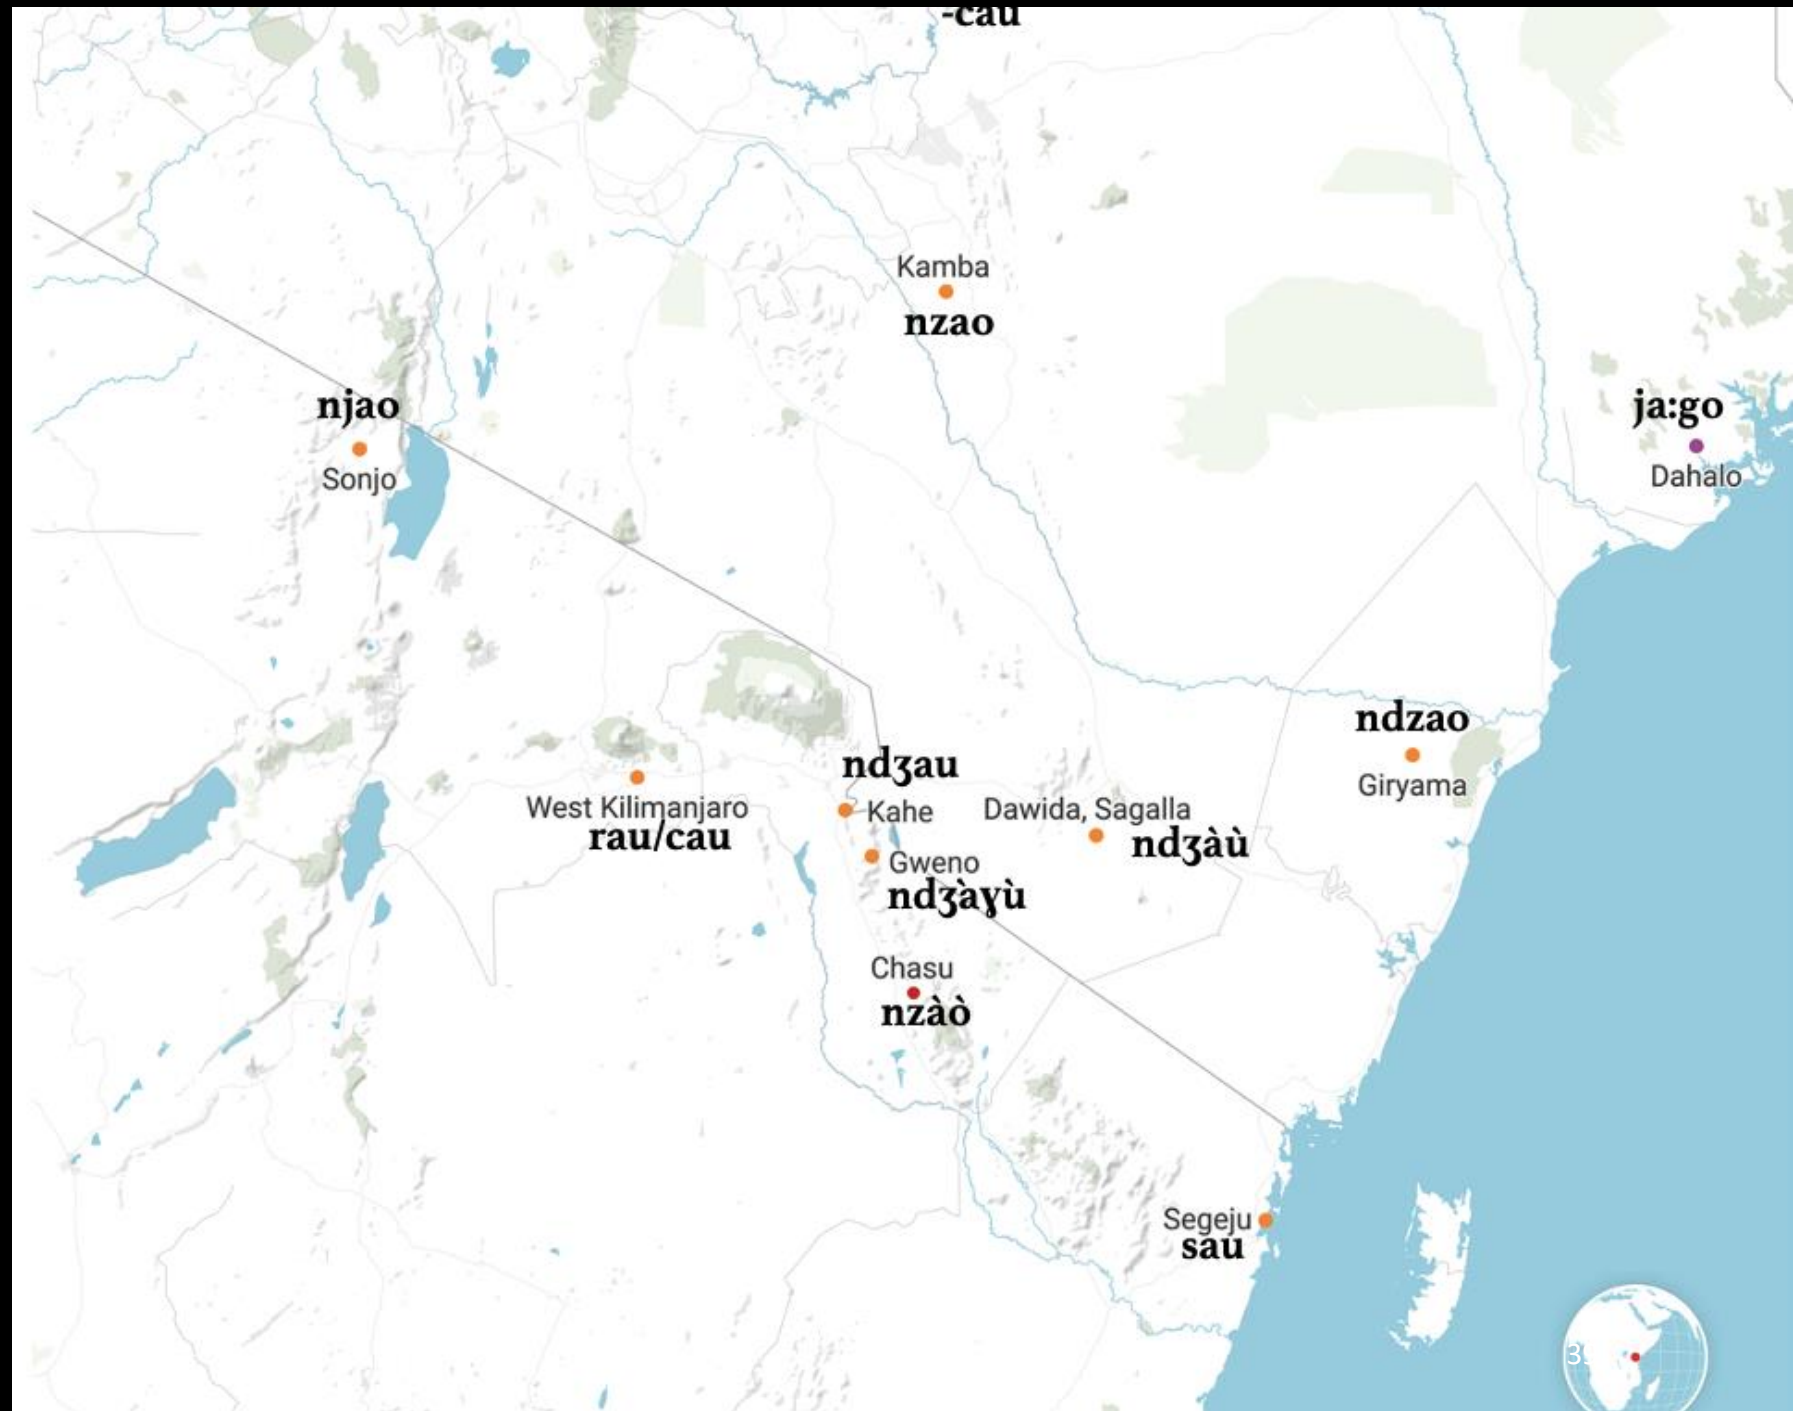 -cau
Kamba
nzao
njao
Sonjo
ja:go
Dahalo
ndzao
Giryama
ndʒau
Kahe
West Kilimanjaro
rau/cau
Dawida, Sagalla
ndʒàù
Gweno
ndʒàɣù
Chasu
nzàò
Segeju
sau